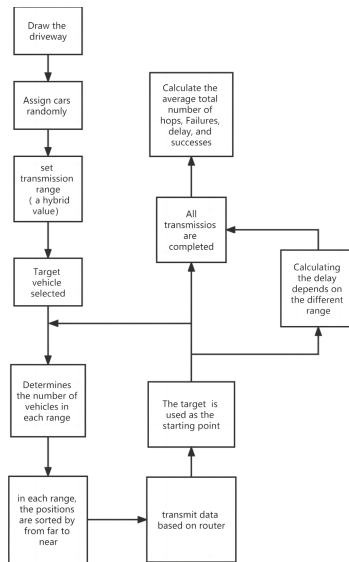 Draw the
driveway
Assign cars
randomly
set
transmission
range
( a hybrid
value)
Target
vehicle
selected
Determines
the number of
vehicles in
each range
in each range,
the positions
are sorted by
from far to
near
transmit data
based on router
The target is
used as the
starting point
Calculating
the delay
depends on
the different
range
All
transmissios
are
completed
Calculate the
average total
number of
hops, Failures,
delay, and
successes